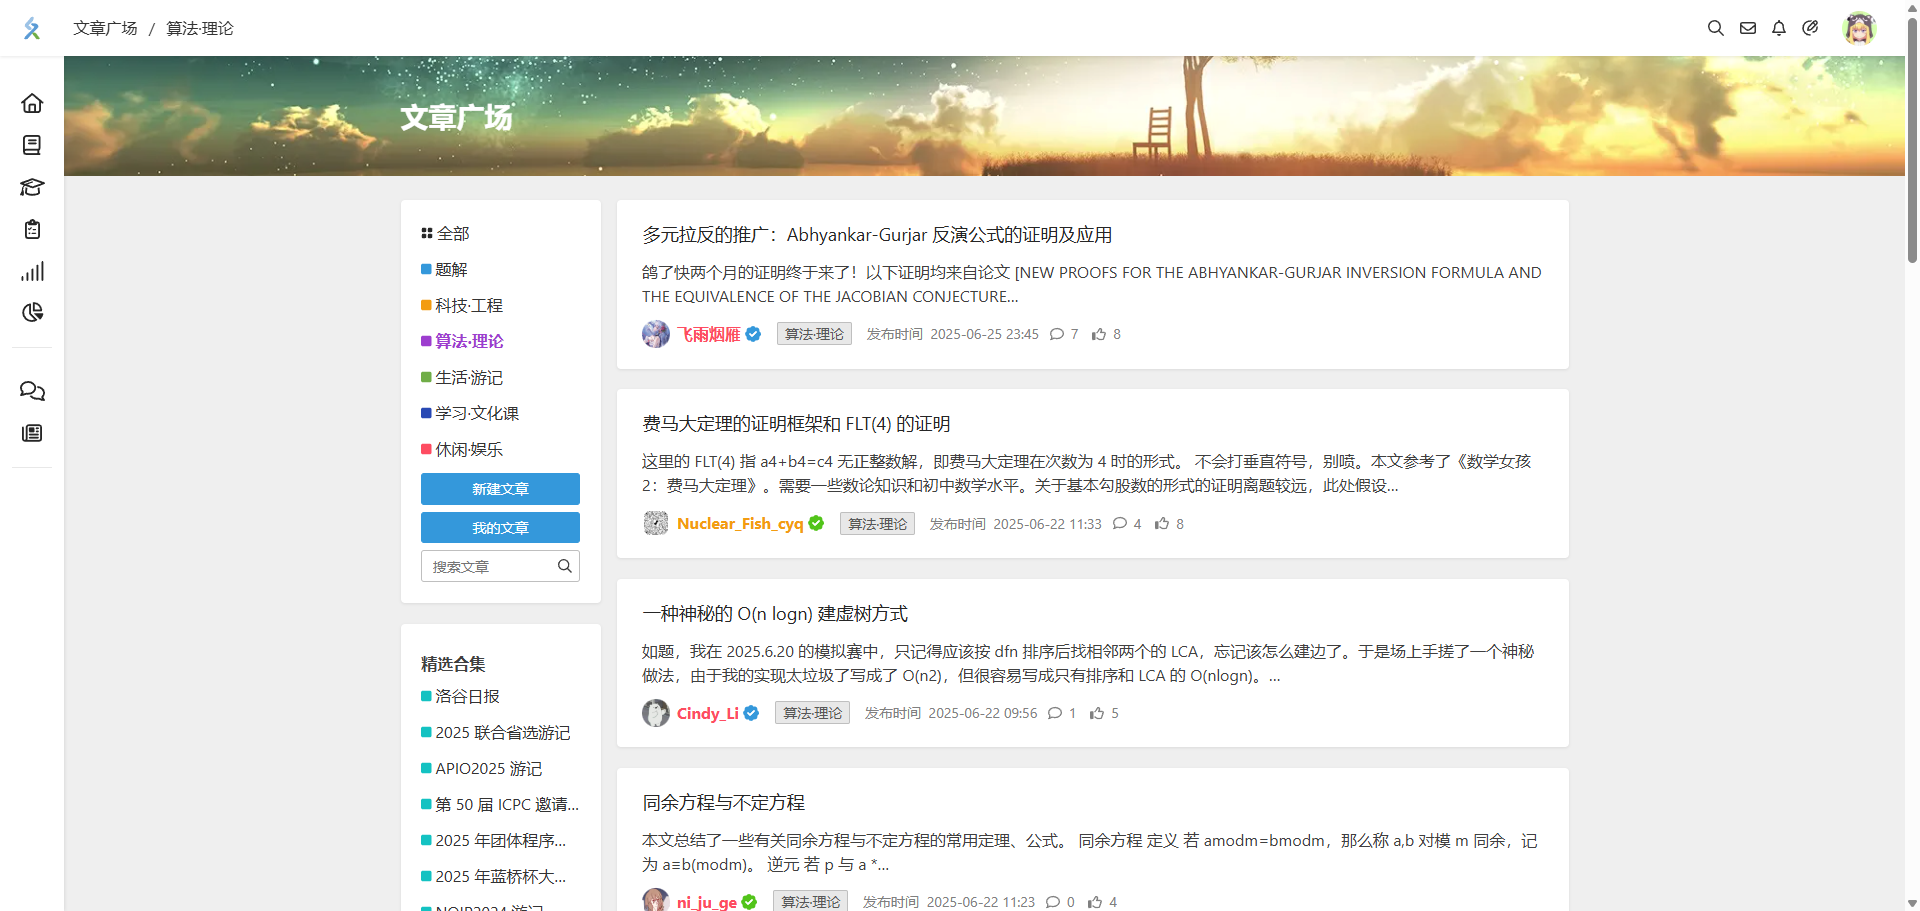 文章广场 / 算法·理论
文章广场
全部
题解
科技·工程
算法·理论
生活·游记
学习·文化课
休闲·娱乐
新建文章
我的文章
搜索文章
精选合集
洛谷日报
2025 联合省选游记
APIO2025 游记
第 50 届 ICPC 邀请...
2025 年团体程序...
2025 年蓝桥杯大...
NOIP2024 游记
多元拉反的推广：Abhyankar-Gurjar 反演公式的证明及应用
鸽了快两个月的证明终于来了！以下证明均来自论文 [NEW PROOFS FOR THE ABHYANKAR-GURJAR INVERSION FORMULA AND
THE EQUIVALENCE OF THE JACOBIAN CONJECTURE...
飞雨烟雁 算法·理论 发布时间 2025-06-25 23:45 7 8
费马大定理的证明框架和 FLT(4) 的证明
这里的 FLT(4) 指 a4+b4=c4 无正整数解，即费马大定理在次数为 4 时的形式。 不会打垂直符号，别喷。本文参考了《数学女孩
2：费马大定理》。需要一些数论知识和初中数学水平。关于基本勾股数的形式的证明离题较远，此处假设...
Nuclear_Fish_cyq 算法·理论 发布时间 2025-06-22 11:33 4 8
一种神秘的 O(n logn) 建虚树方式
如题，我在 2025.6.20 的模拟赛中，只记得应该按 dfn 排序后找相邻两个的 LCA，忘记该怎么建边了。于是场上手搓了一个神秘
做法，由于我的实现太垃圾了写成了 O(n2)，但很容易写成只有排序和 LCA 的 O(nlogn)。...
Cindy_Li 算法·理论 发布时间 2025-06-22 09:56 1 5
同余方程与不定方程
本文总结了一些有关同余方程与不定方程的常用定理、公式。 同余方程 定义 若 amodm=bmodm，那么称 a,b 对模 m 同余，记
为 a≡b(modm)。 逆元 若 p 与 a *...
ni_ju_ge 算法·理论 发布时间 2025-06-22 11:23 0 4